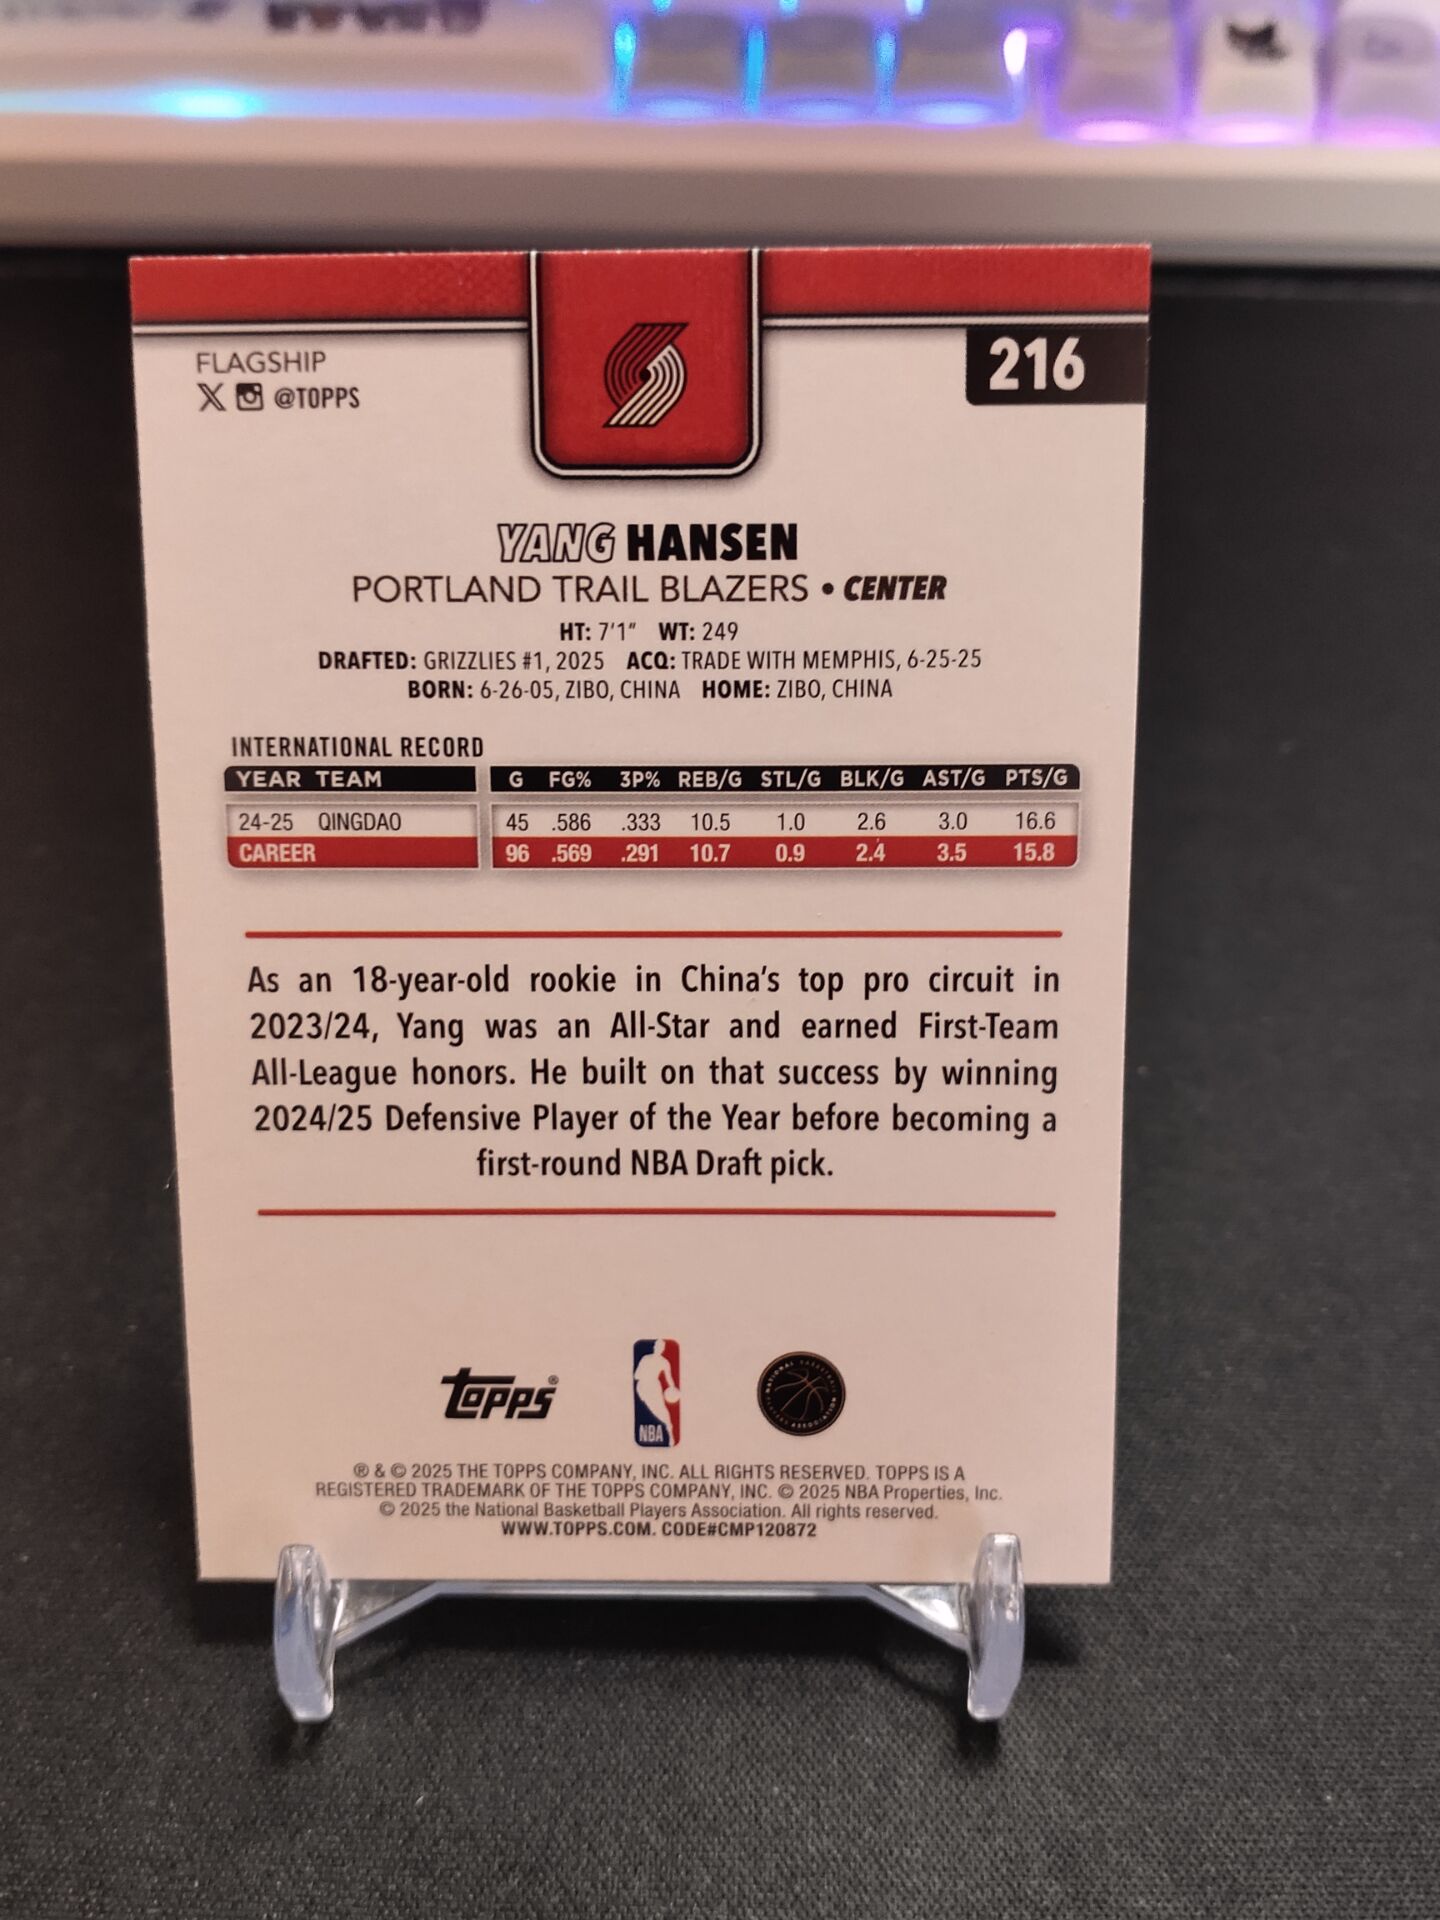 FLAGSHIP
@TOPPS
216
YANG HANSEN
PORTLAND TRAIL BLAZERS • CENTER
HT: 7'1" WT: 249
DRAFTED: GRIZZLIES #1, 2025 ACQ: TRADE WITH MEMPHIS, 6-25-25
BORN: 6-26-05, ZIBO, CHINA HOME: ZIBO, CHINA
INTERNATIONAL RECORD
YEAR TEAM G FG% 3P% REB/G STL/G BLK/G AST/G PTS/G
24-25 QINGDAO 45 .586 .333 10.5 1.0 2.6 3.0 16.6
CAREER 96 .569 .291 10.7 0.9 2.4 3.5 15.8
As an 18-year-old rookie in China's top pro circuit in
2023/24, Yang was an All-Star and earned First-Team
All-League honors. He built on that success by winning
2024/25 Defensive Player of the Year before becoming a
first-round NBA Draft pick.
topps®
NBA
NATIONAL BASKETBALL PLAYERS ASSOCIATION
® & © 2025 THE TOPPS COMPANY, INC. ALL RIGHTS RESERVED. TOPPS IS A
REGISTERED TRADEMARK OF THE TOPPS COMPANY, INC. © 2025 NBA Properties, Inc.
© 2025 the National Basketball Players Association. All rights reserved.
WWW.TOPPS.COM. CODE#CMP120872